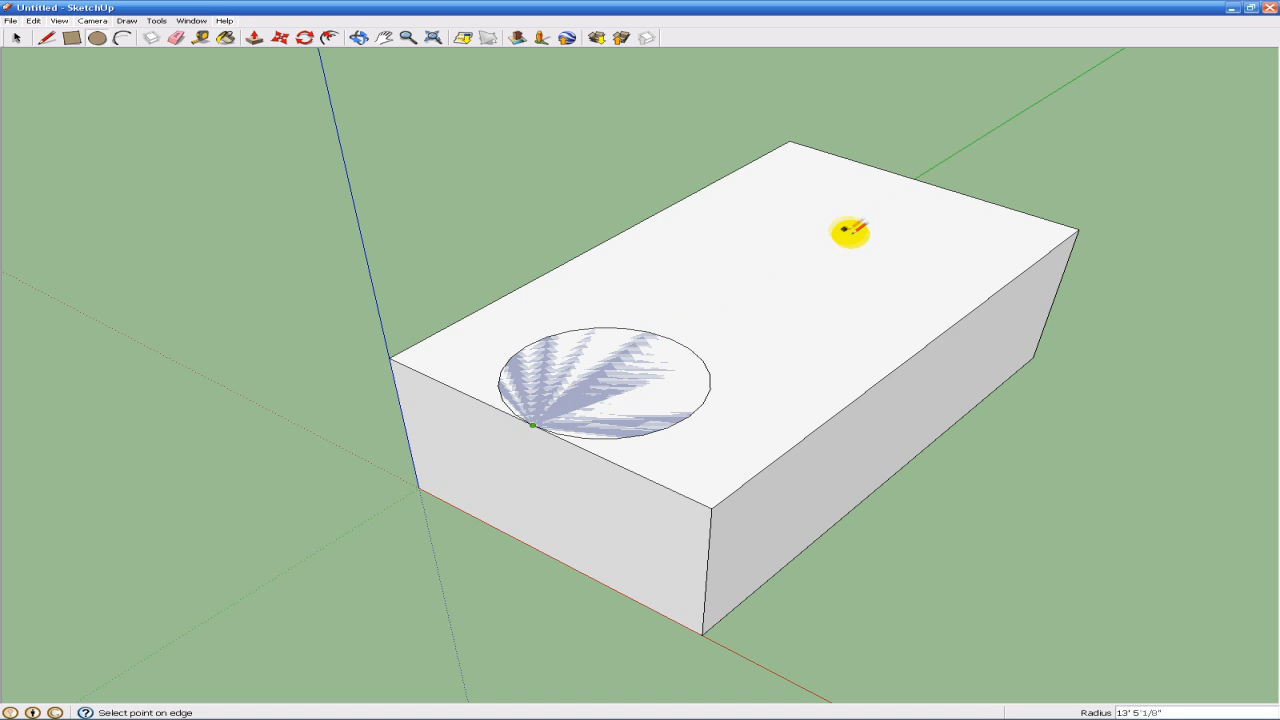 Untitled - SketchUp
File Edit View Camera Draw Tools Window Help
Select point on edge
Radius 13' 5 1/8"